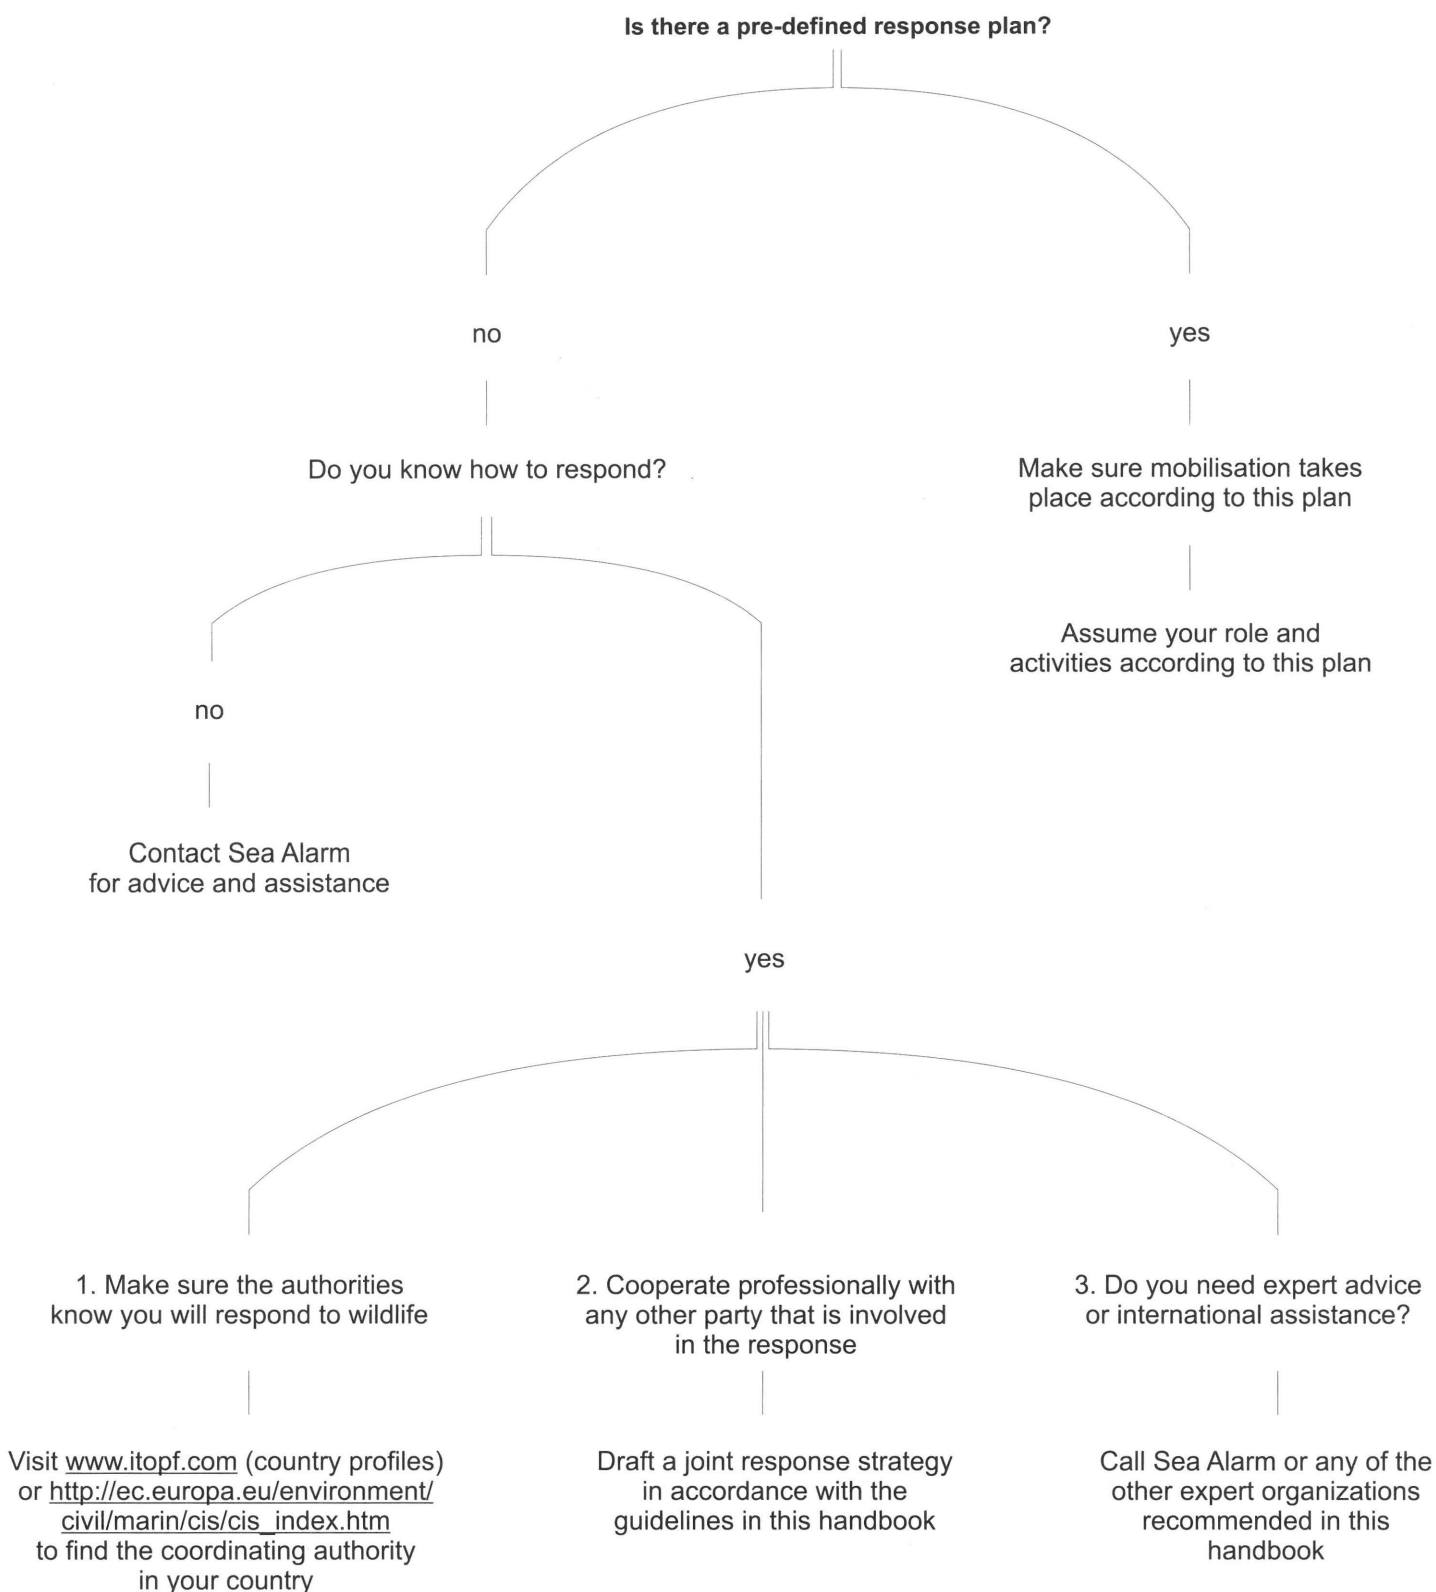 Is there a pre-defined response plan?
no
yes
Do you know how to respond?
Make sure mobilisation takes
place according to this plan
Assume your role and
activities according to this plan
no
Contact Sea Alarm
for advice and assistance
yes
1. Make sure the authorities
know you will respond to wildlife
2. Cooperate professionally with
any other party that is involved
in the response
3. Do you need expert advice
or international assistance?
Visit www.itopf.com (country profiles)
or http://ec.europa.eu/environment/
civil/marin/cis/cis_index.htm
to find the coordinating authority
in your country
Draft a joint response strategy
in accordance with the
guidelines in this handbook
Call Sea Alarm or any of the
other expert organizations
recommended in this
handbook